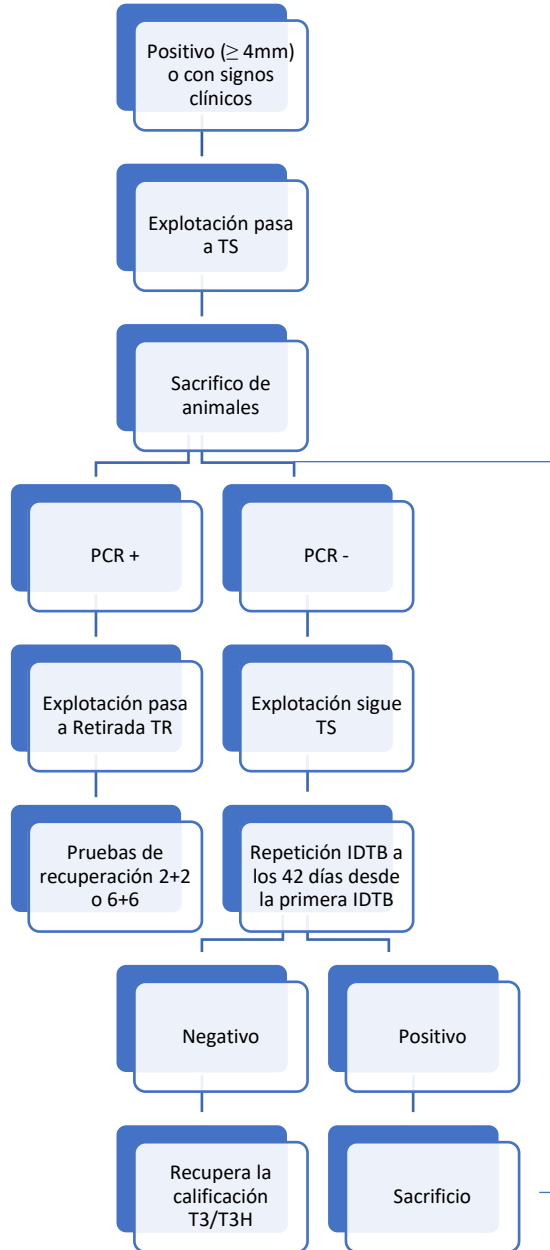 Positivo (≥ 4mm)
o con signos
clínicos
Explotación pasa
a TS
Sacrifico de
animales
PCR +
PCR -
Explotación pasa
a Retirada TR
Explotación sigue
TS
Pruebas de
recuperación 2+2
o 6+6
Repetición IDTB a
los 42 días desde
la primera IDTB
Negativo
Positivo
Recupera la
calificación
T3/T3H
Sacrificio